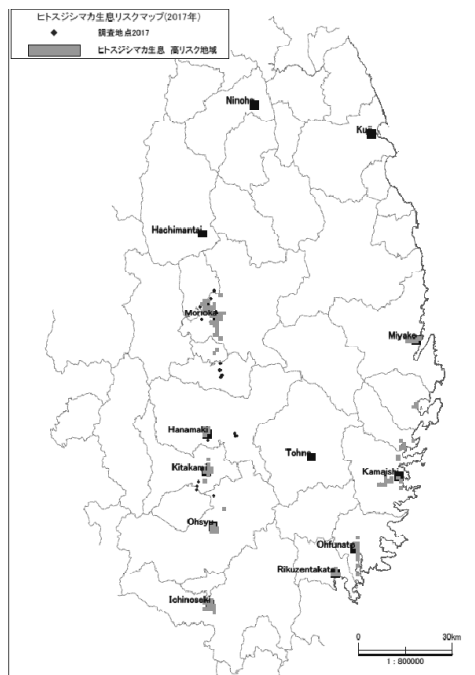 ヒトスジシマカ生息リスクマップ(2017年)
調査地点2017
ヒトスジシマカ生息 高リスク地域
Ninohe
Kuji
Hachimantai
Morioka
Miyako
Hanamaki
Tohno
Kitakami
Kamaishi
Ohsyu
Ohfunato
Rikuzentakata
Ichinoseki
0 30km
1 : 800000